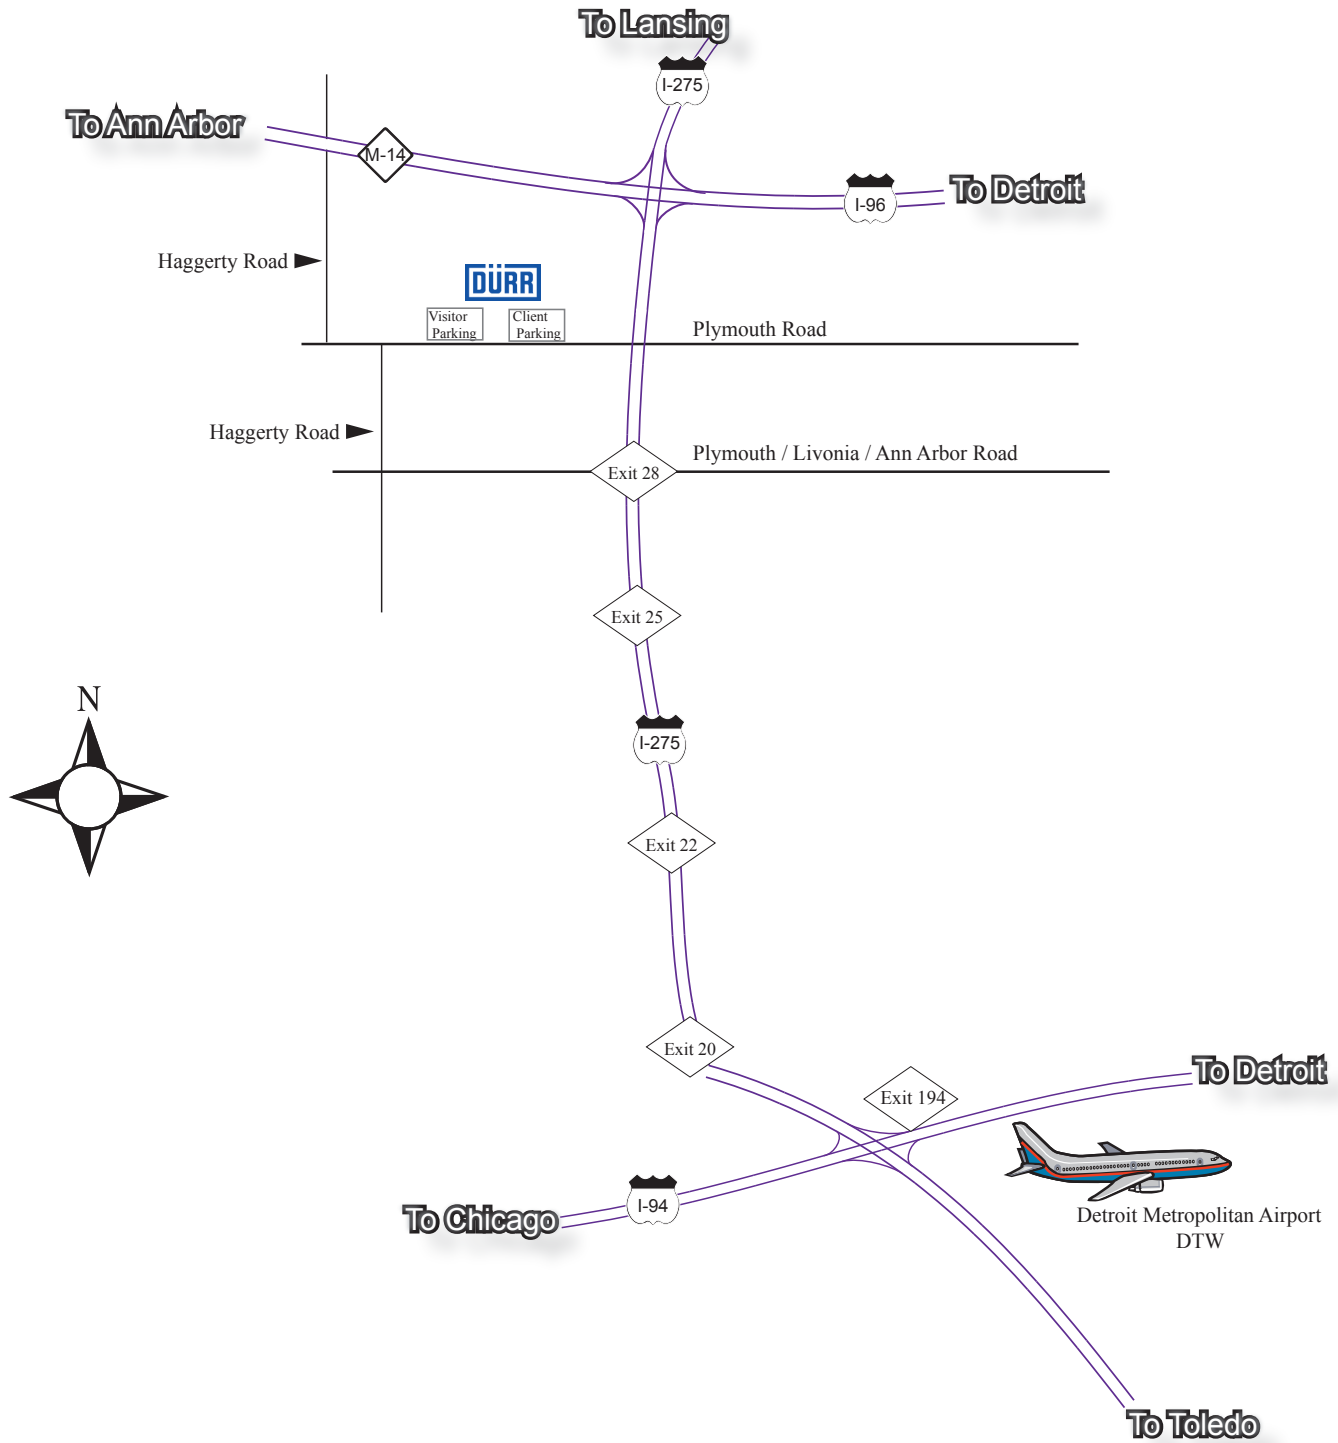 To Lansing
I-275
To Ann Arbor
M-14
I-96
To Detroit
Haggerty Road
DÜRR
Visitor
Parking
Client
Parking
Plymouth Road
Haggerty Road
Plymouth / Livonia / Ann Arbor Road
Exit 28
Exit 25
N
I-275
Exit 22
Exit 20
To Detroit
Exit 194
I-94
To Chicago
Detroit Metropolitan Airport
DTW
To Toledo